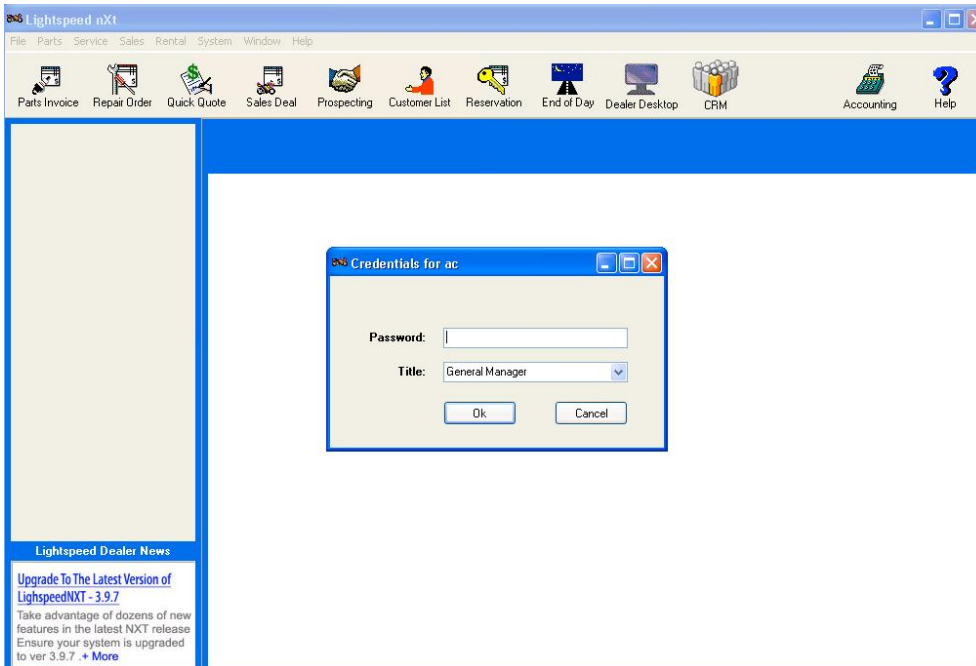 Lightspeed nXt
File Parts Service Sales Rental System Window Help
Parts Invoice Repair Order Quick Quote Sales Deal Prospecting Customer List Reservation End of Day Dealer Desktop CRM Accounting Help
Credentials for ac
Password:
Title: General Manager
Ok Cancel
Lightspeed Dealer News
Upgrade To The Latest Version of
LighspeedNXT - 3.9.7
Take advantage of dozens of new
features in the latest NXT release
Ensure your system is upgraded
to ver 3.9.7 .+ More